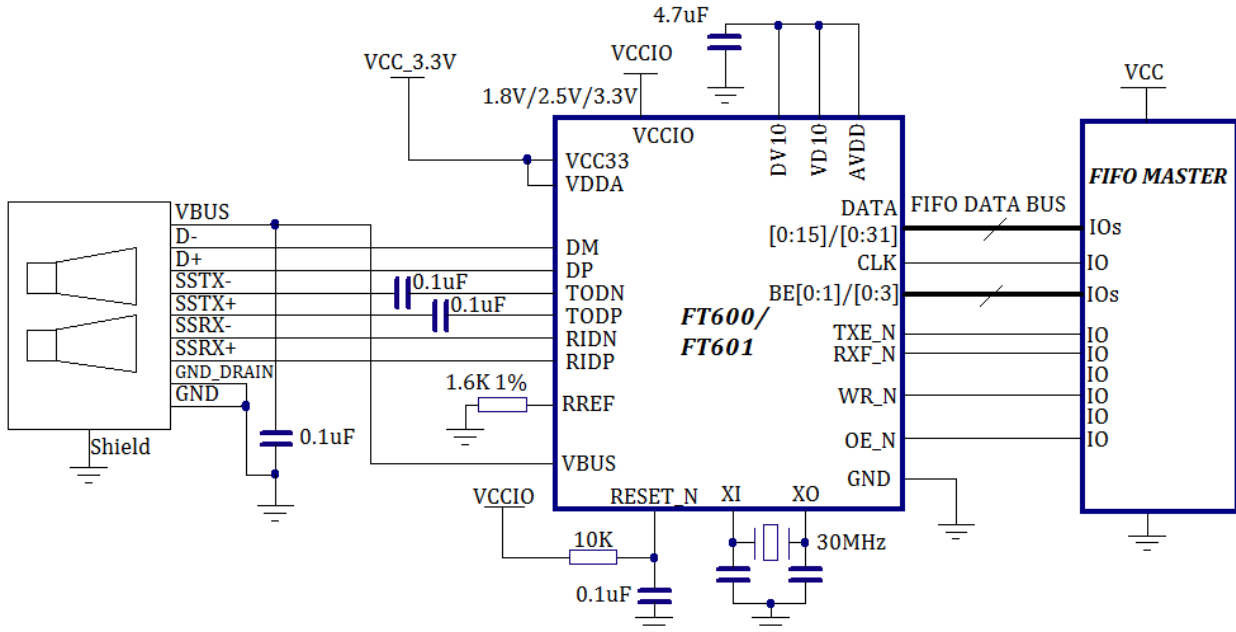 4.7uF
VCCIO
VCC_3.3V
VCC
1.8V/2.5V/3.3V
VCCIO
DV10
VD10
AVDD
VCC33
VDDA
FIFO MASTER
VBUS
D-
D+
SSTX-
SSTX+
SSRX-
SSRX+
GND_DRAIN
GND
Shield
0.1uF
0.1uF
0.1uF
DM
DP
TODN
TODP
RIDN
RIDP
1.6K 1%
RREF
VBUS
FT600/
FT601
DATA
[0:15]/[0:31]
CLK
BE[0:1]/[0:3]
TXE_N
RXF_N
WR_N
OE_N
GND
FIFO DATA BUS
IOs
IO
IOs
IO
IO
IO
IO
IO
IO
VCCIO
RESET_N
XI
XO
10K
30MHz
0.1uF